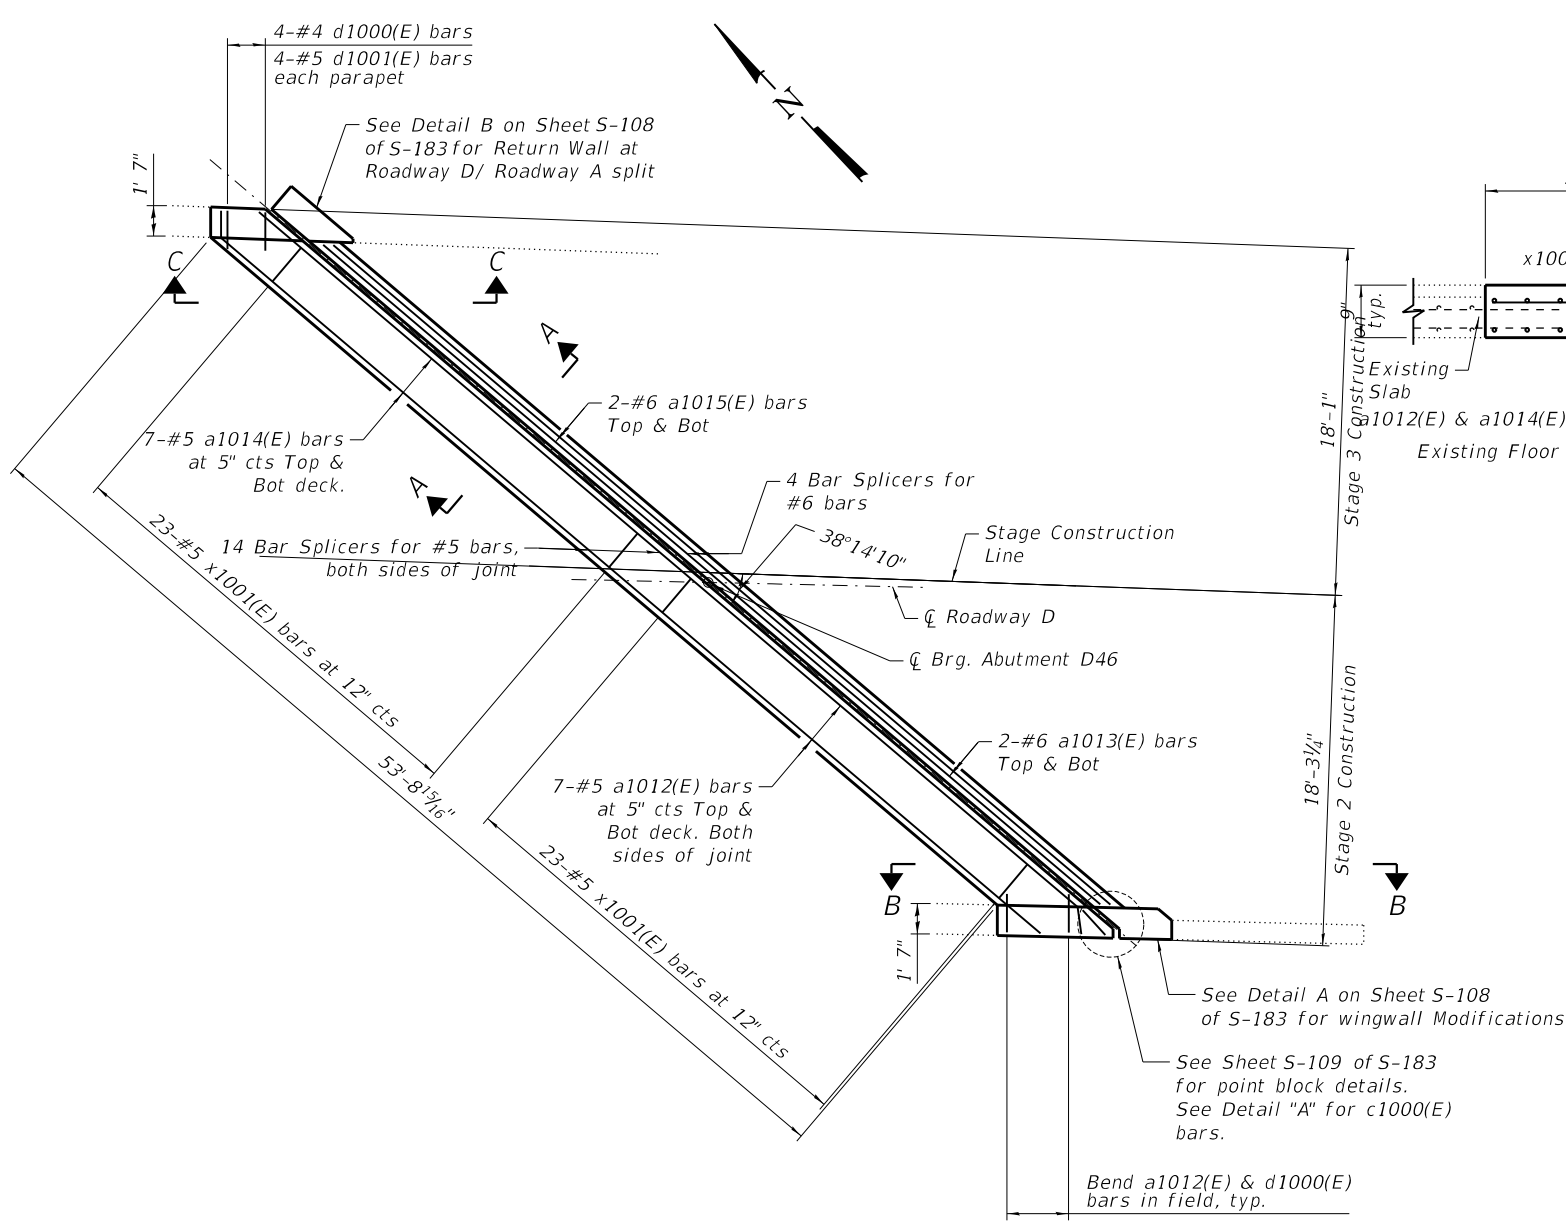 4-#4 d1000(E) bars
4-#5 d1001(E) bars
each parapet
N
See Detail B on Sheet S-108
of S-183 for Return Wall at
Roadway D/ Roadway A split
1' 7"
C
C
A
A
x100
9"
typ.
Existing
Slab
a1012(E) & a1014(E)
Existing Floor
18'-1"
Stage 3 Construction
2-#6 a1015(E) bars
Top & Bot
7-#5 a1014(E) bars
at 5" cts Top &
Bot deck.
4 Bar Splicers for
#6 bars
38°14'10"
Stage Construction
Line
14 Bar Splicers for #5 bars,
both sides of joint
℄ Roadway D
℄ Brg. Abutment D46
23-#5 x1001(E) bars at 12" cts
53'-8 15/16"
2-#6 a1013(E) bars
Top & Bot
18'-3 1/4"
Stage 2 Construction
7-#5 a1012(E) bars
at 5" cts Top &
Bot deck. Both
sides of joint
23-#5 x1001(E) bars at 12" cts
B
B
1' 7"
See Detail A on Sheet S-108
of S-183 for wingwall Modifications
See Sheet S-109 of S-183
for point block details.
See Detail "A" for c1000(E)
bars.
Bend a1012(E) & d1000(E)
bars in field, typ.